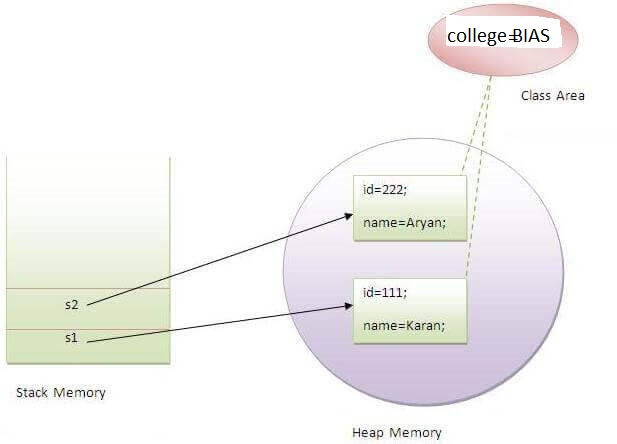 college=BIAS
Class Area
id=222;
name=Aryan;
s2
id=111;
name=Karan;
s1
Stack Memory
Heap Memory